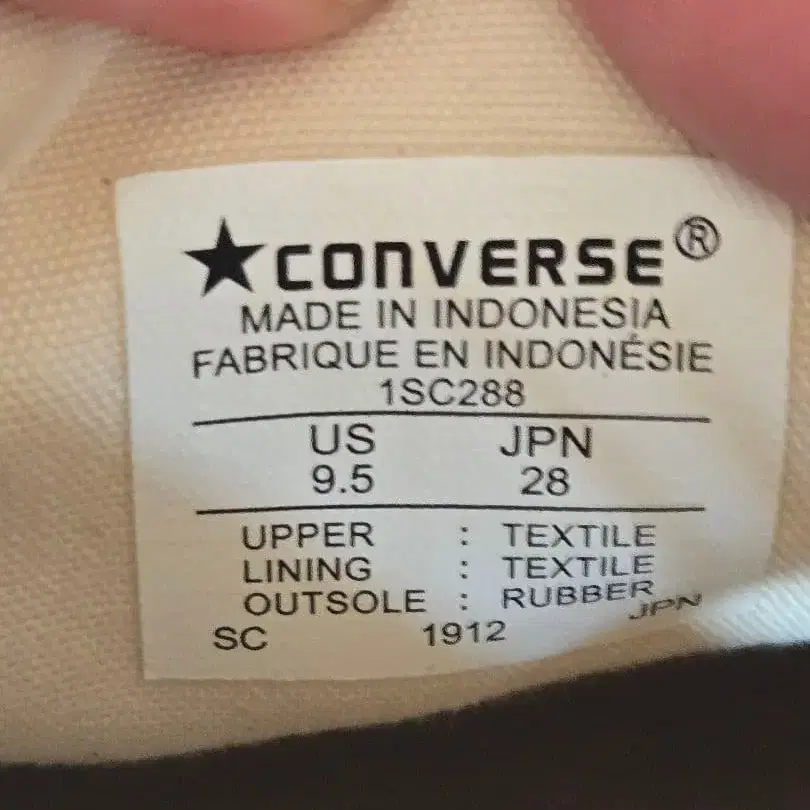 ★CONVERSE®
MADE IN INDONESIA
FABRIQUE EN INDONÉSIE
1SC288
US JPN
9.5 28
UPPER : TEXTILE
LINING : TEXTILE
OUTSOLE : RUBBER
JPN
SC 1912